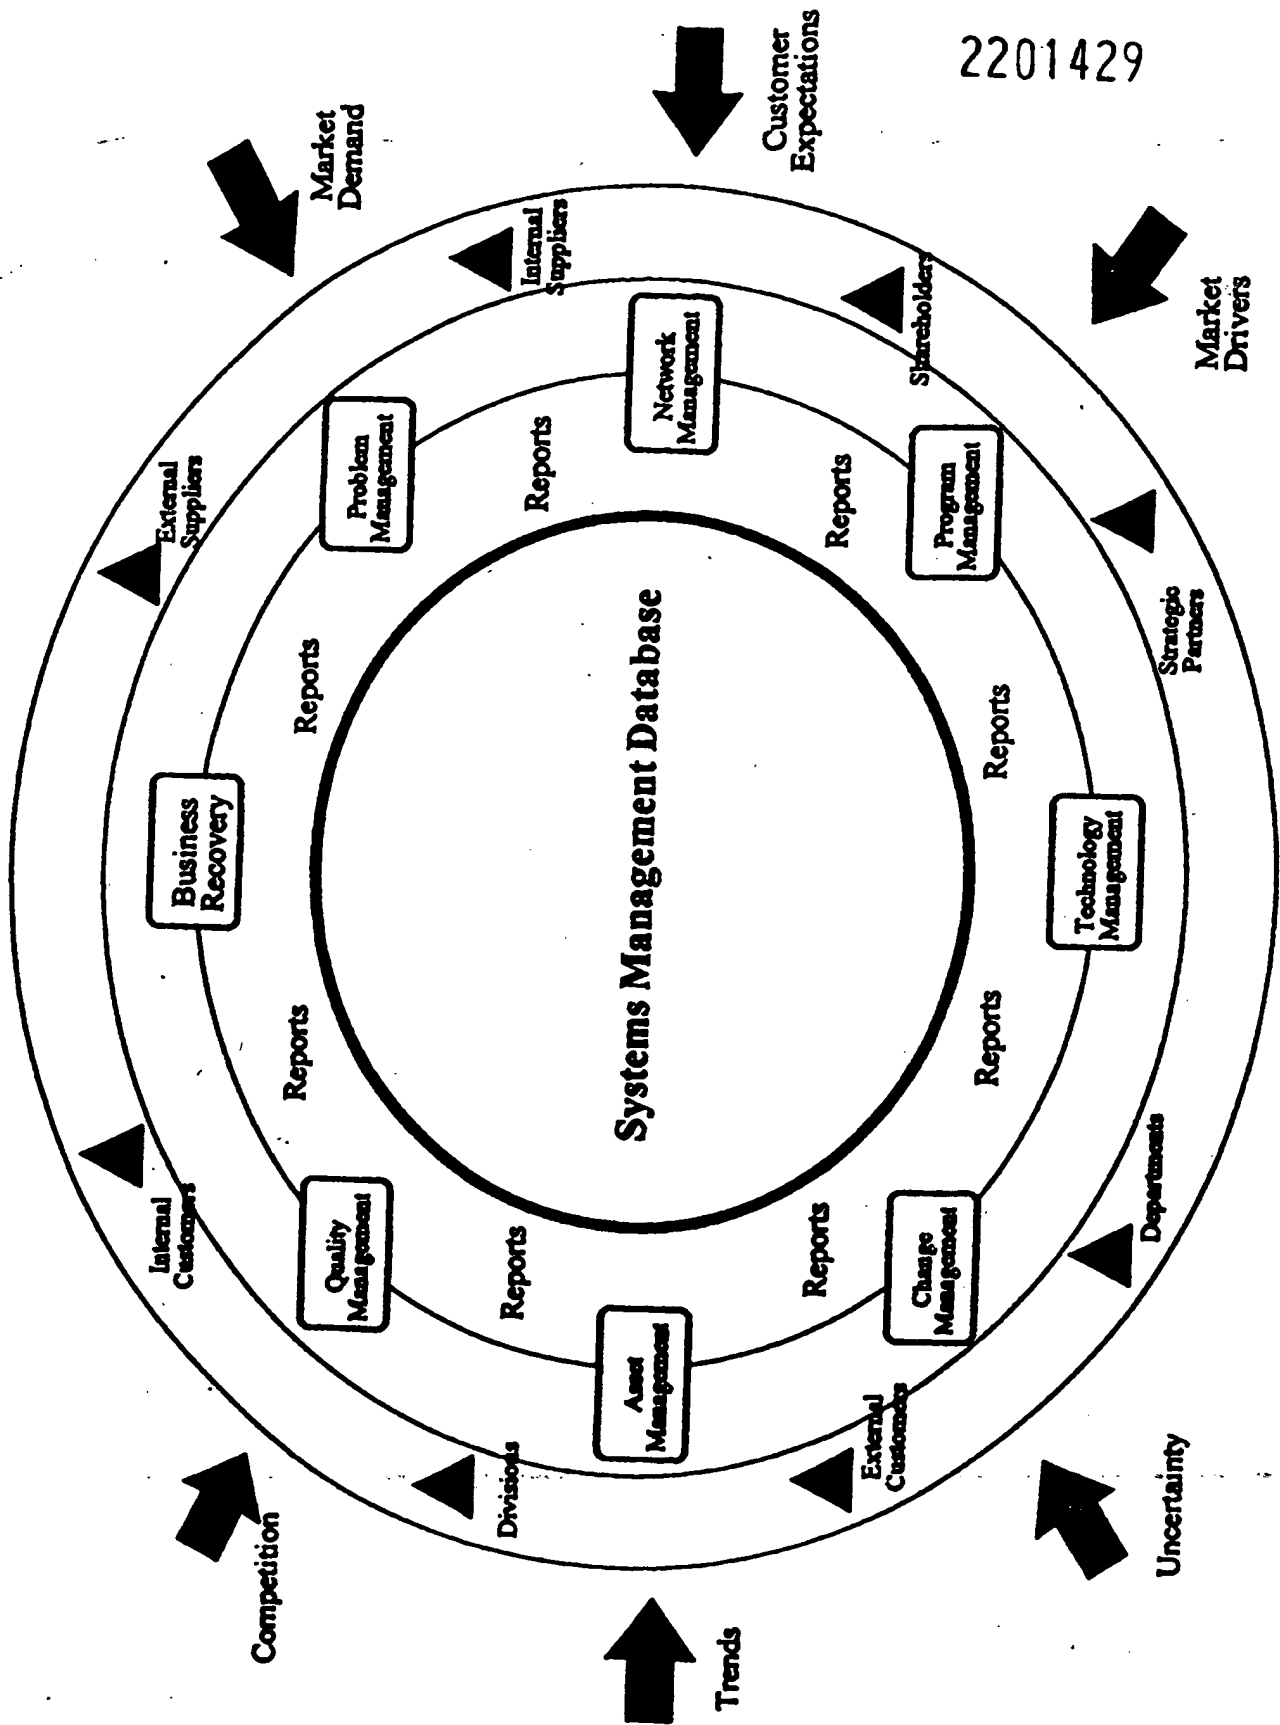 2201429
Competition
Trends
Uncertainty
Market
Demand
Customer
Expectations
Market
Drivers
Internal
Customers
External
Suppliers
Internal
Suppliers
Shareholders
Strategic
Partners
Departments
External
Customers
Divisions
Business
Recovery
Problem
Management
Network
Management
Program
Management
Technology
Management
Change
Management
Asset
Management
Quality
Management
Reports
Reports
Reports
Reports
Reports
Reports
Reports
Reports
Systems Management Database